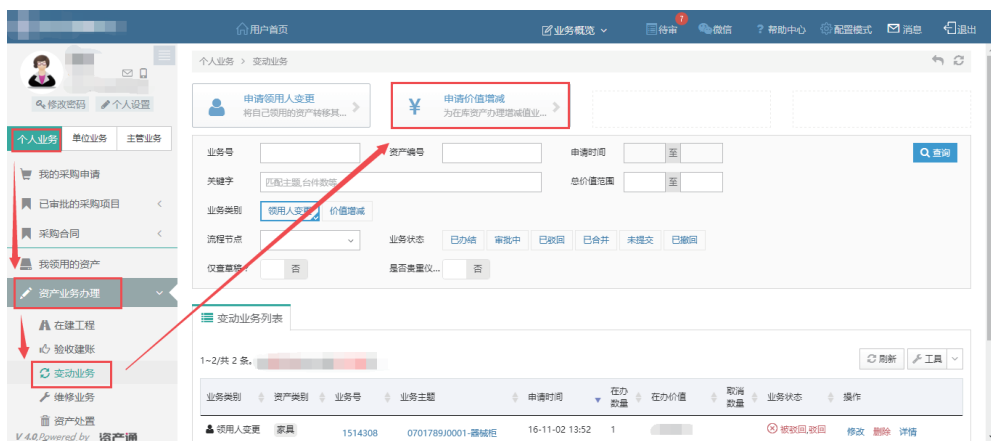 用户首页 业务概览 待审 7 微信 ? 帮助中心 配置模式 消息 退出
修改密码 个人设置
个人业务 单位业务 主管业务
我的采购申请
已审批的采购项目
采购合同
我领用的资产
资产业务办理
在建工程
验收建账
变动业务
维修业务
资产处置
V 4.0,Powered by 资产通
个人业务 > 变动业务
申请领用人变更
将自己领用的资产转移其...
¥ 申请价值增减
为在库资产办理增减值业...
业务号 资产编号 申请时间 至 查询
关键字 匹配主题,台件数等 总价值范围 至
业务类别 领用人变更 价值增减
流程节点 业务状态 已办结 审批中 已驳回 已合并 未提交 已撤回
仅查草稿 否 是否贵重仪... 否
变动业务列表
1~2/共 2 条, 刷新 工具
业务类别 资产类别 业务号 业务主题 申请时间 在办数量 在办价值 取消数量 业务状态 操作
领用人变更 家具 1514308 0701789J0001-器械柜 16-11-02 13:52 1 被驳回,驳回 修改 删除 详情